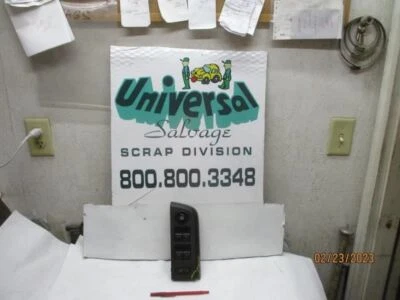 Universal
Salvage
SCRAP DIVISION
800.800.3348
02/23/2023